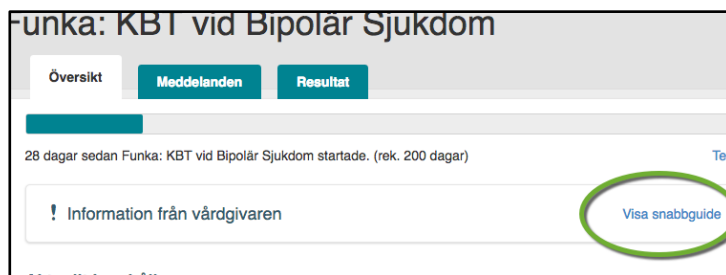 Funka: KBT vid Bipolär Sjukdom
Översikt
Meddelanden
Resultat
28 dagar sedan Funka: KBT vid Bipolär Sjukdom startade. (rek. 200 dagar)
! Information från vårdgivaren
Visa snabbguide